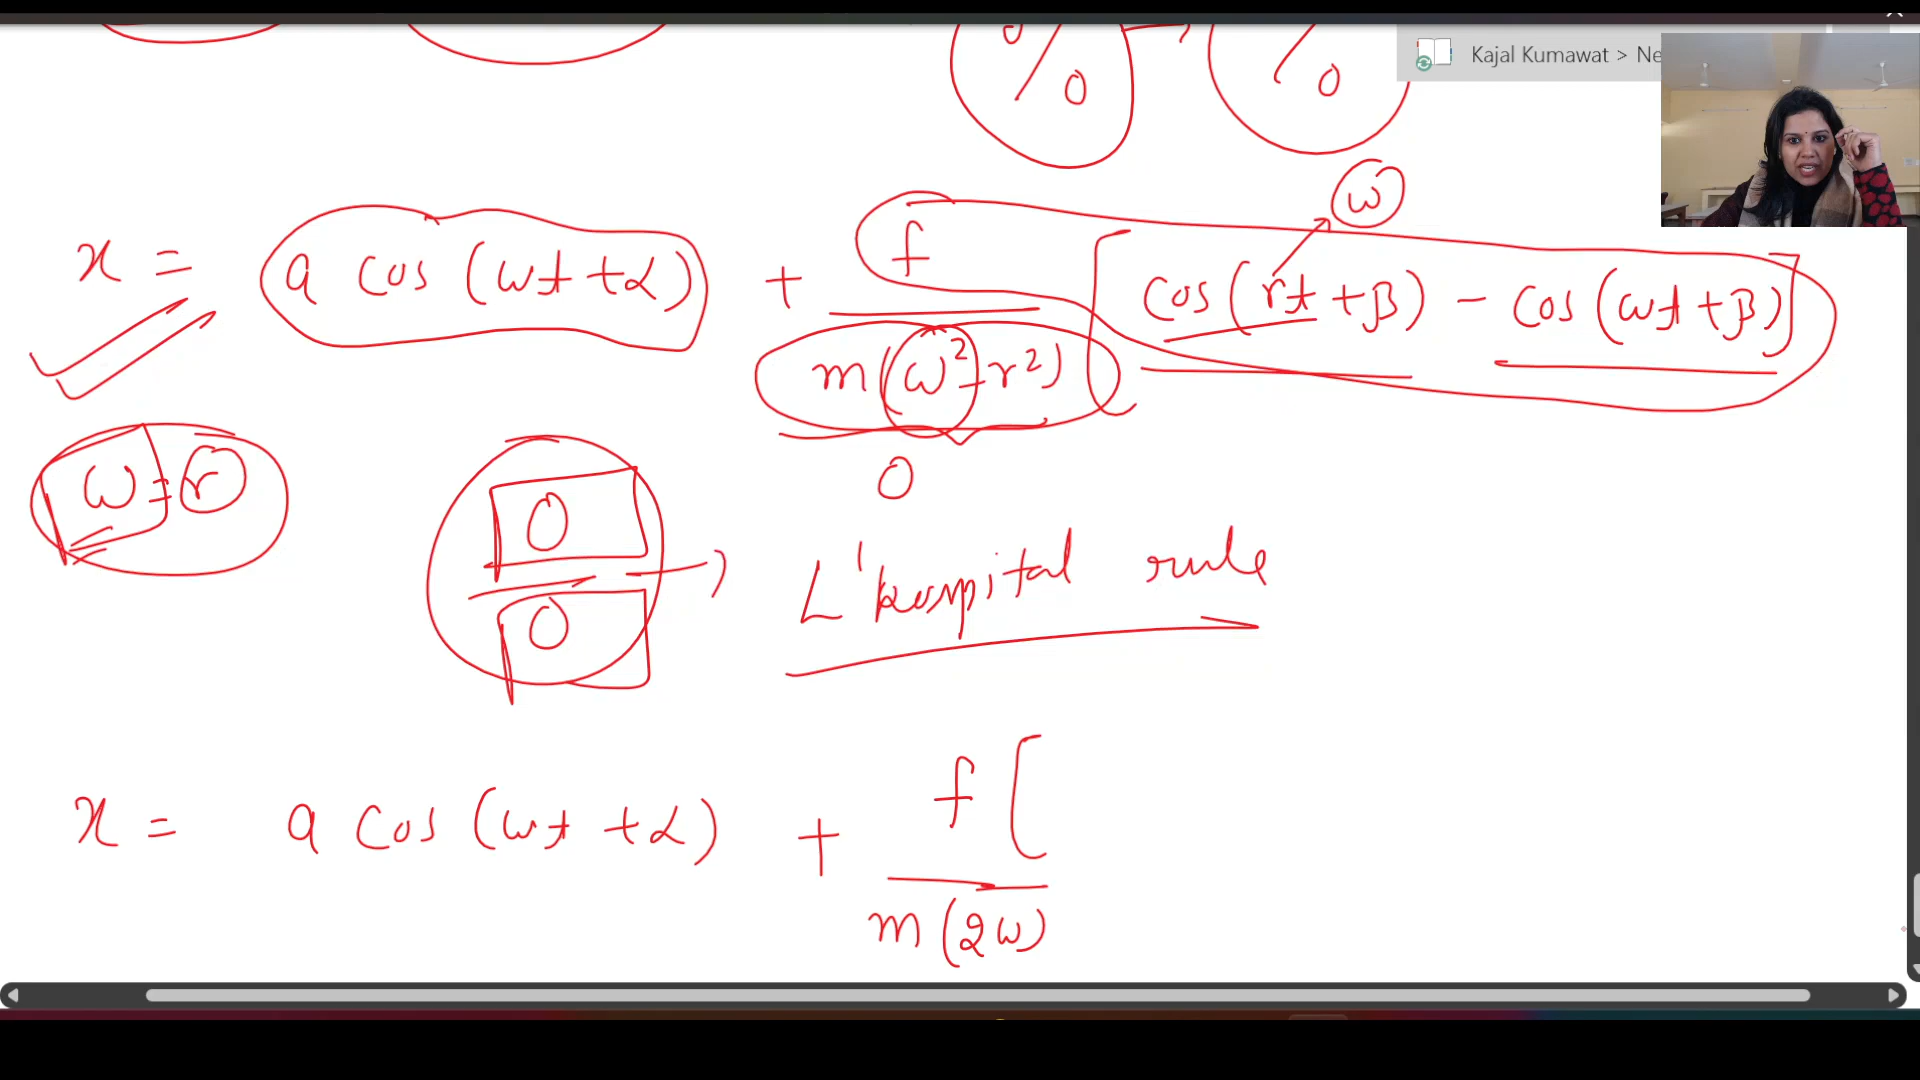 0/0 → /0
Kajal Kumawat > Ne
ω
x = a cos(ωt + α) + f / m(ω² - r²) [cos(rt + β) - cos(ωt + β)]
0
ω = r
0/0 → L'hospital rule
x = a cos(ωt + α) + f [ / m(2ω)